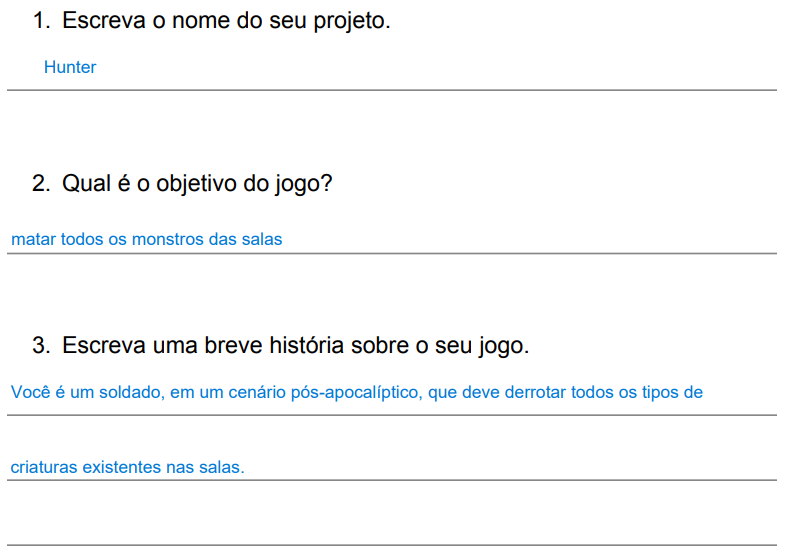 1. Escreva o nome do seu projeto.
Hunter
2. Qual é o objetivo do jogo?
matar todos os monstros das salas
3. Escreva uma breve história sobre o seu jogo.
Você é um soldado, em um cenário pós-apocalíptico, que deve derrotar todos os tipos de
criaturas existentes nas salas.